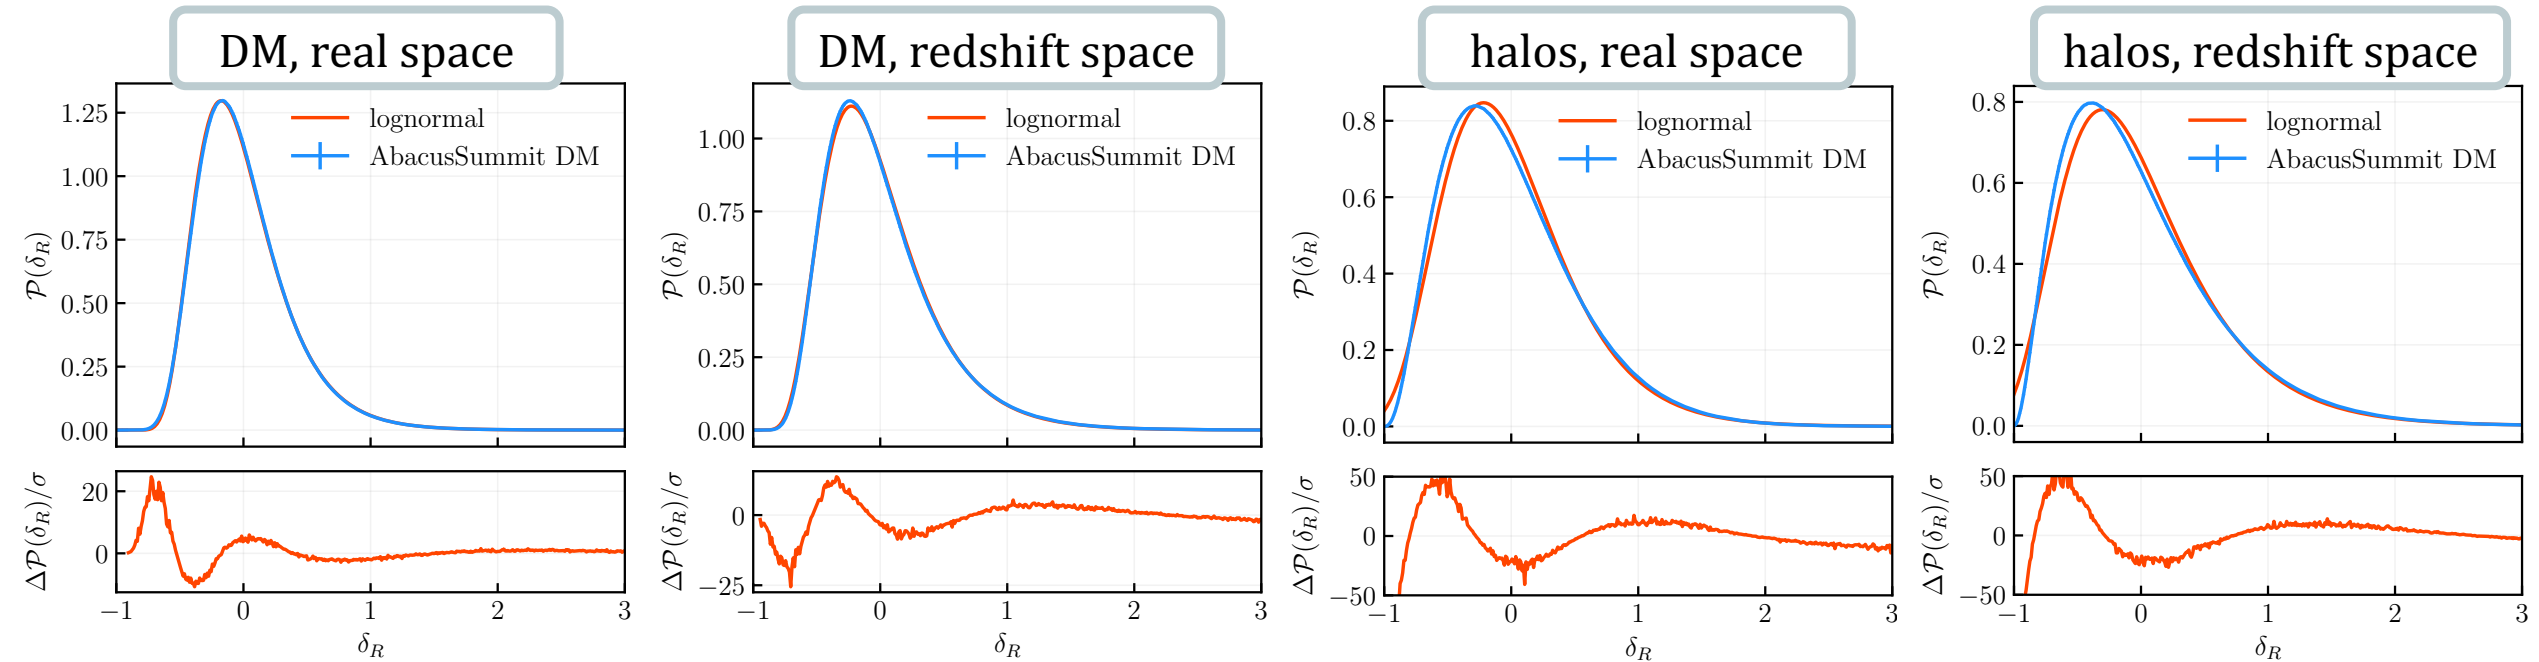 DM, real space
lognormal
AbacusSummit DM
1.25
1.00
0.75
0.50
0.25
0.00
𝒫(δ_R)
20
0
Δ𝒫(δ_R)/σ
−1 0 1 2 3
δ_R
DM, redshift space
lognormal
AbacusSummit DM
1.00
0.75
0.50
0.25
0.00
𝒫(δ_R)
0
−25
Δ𝒫(δ_R)/σ
−1 0 1 2 3
δ_R
halos, real space
lognormal
AbacusSummit DM
0.8
0.6
0.4
0.2
0.0
𝒫(δ_R)
50
0
−50
Δ𝒫(δ_R)/σ
−1 0 1 2 3
δ_R
halos, redshift space
lognormal
AbacusSummit DM
0.8
0.6
0.4
0.2
0.0
𝒫(δ_R)
50
0
−50
Δ𝒫(δ_R)/σ
−1 0 1 2 3
δ_R